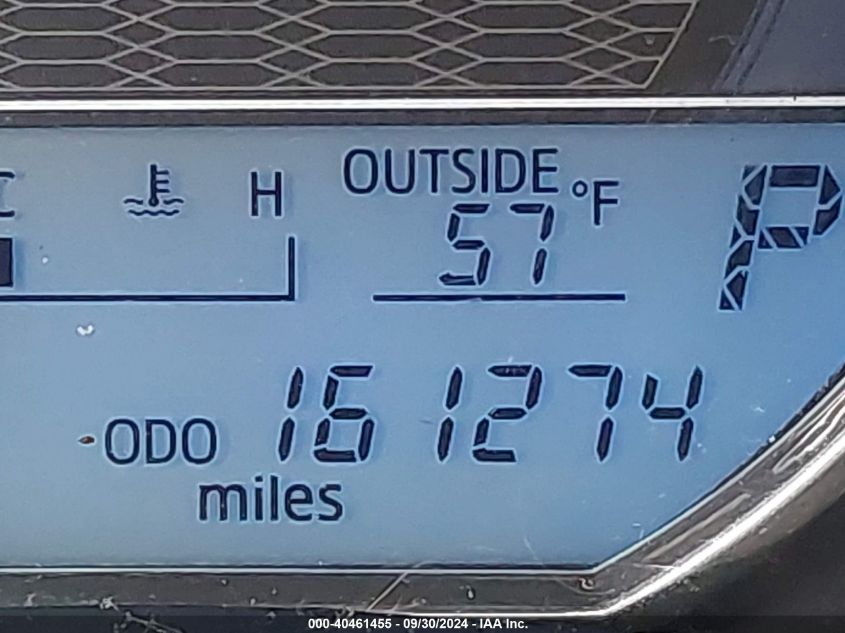 C H OUTSIDE °F
57
P
ODO 161274
miles
000-40461455 - 09/30/2024 - IAA Inc.